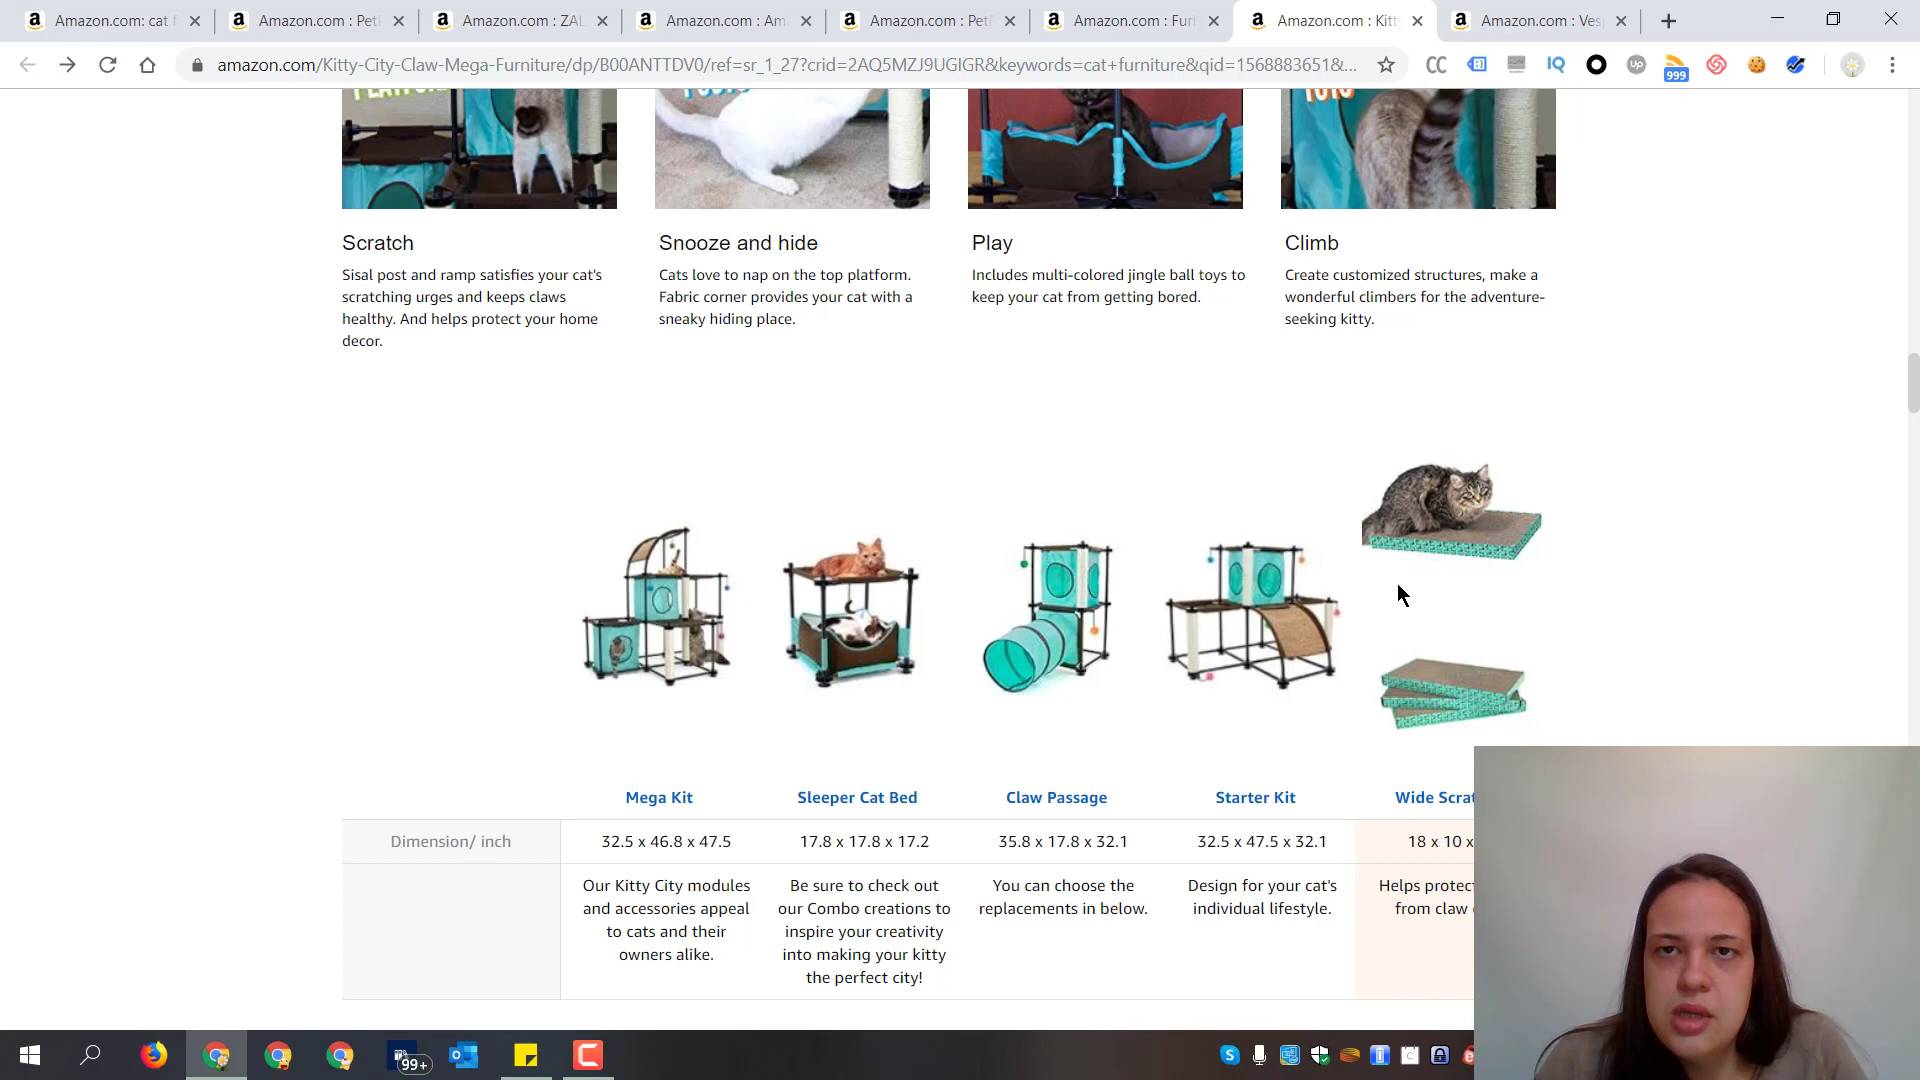 Amazon.com: cat f
Amazon.com : PetF
Amazon.com : ZAL
Amazon.com : Am
Amazon.com : PetF
Amazon.com : Furh
Amazon.com : Kitty
Amazon.com : Ves
amazon.com/Kitty-City-Claw-Mega-Furniture/dp/B00ANTTDV0/ref=sr_1_27?crid=2AQ5MZJ9UGIGR&keywords=cat+furniture&qid=1568883651&...
CC
IQ
Up
999
Scratch
Sisal post and ramp satisfies your cat's
scratching urges and keeps claws
healthy. And helps protect your home
decor.
Snooze and hide
Cats love to nap on the top platform.
Fabric corner provides your cat with a
sneaky hiding place.
Play
Includes multi-colored jingle ball toys to
keep your cat from getting bored.
Climb
Create customized structures, make a
wonderful climbers for the adventure-
seeking kitty.
Mega Kit
Sleeper Cat Bed
Claw Passage
Starter Kit
Wide Scrat
Dimension/ inch
32.5 x 46.8 x 47.5
17.8 x 17.8 x 17.2
35.8 x 17.8 x 32.1
32.5 x 47.5 x 32.1
18 x 10 x
Our Kitty City modules
and accessories appeal
to cats and their
owners alike.
Be sure to check out
our Combo creations to
inspire your creativity
into making your kitty
the perfect city!
You can choose the
replacements in below.
Design for your cat's
individual lifestyle.
Helps protec
from claw
99+